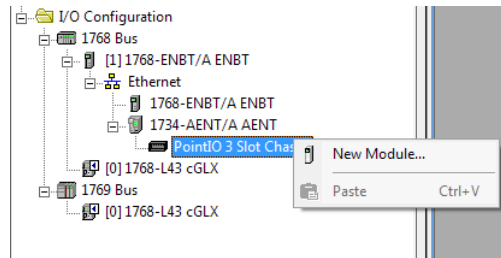 I/O Configuration
1768 Bus
[1] 1768-ENBT/A ENBT
Ethernet
1768-ENBT/A ENBT
1734-AENT/A AENT
PointIO 3 Slot Chas
New Module...
[0] 1768-L43 cGLX
Paste Ctrl+V
1769 Bus
[0] 1768-L43 cGLX